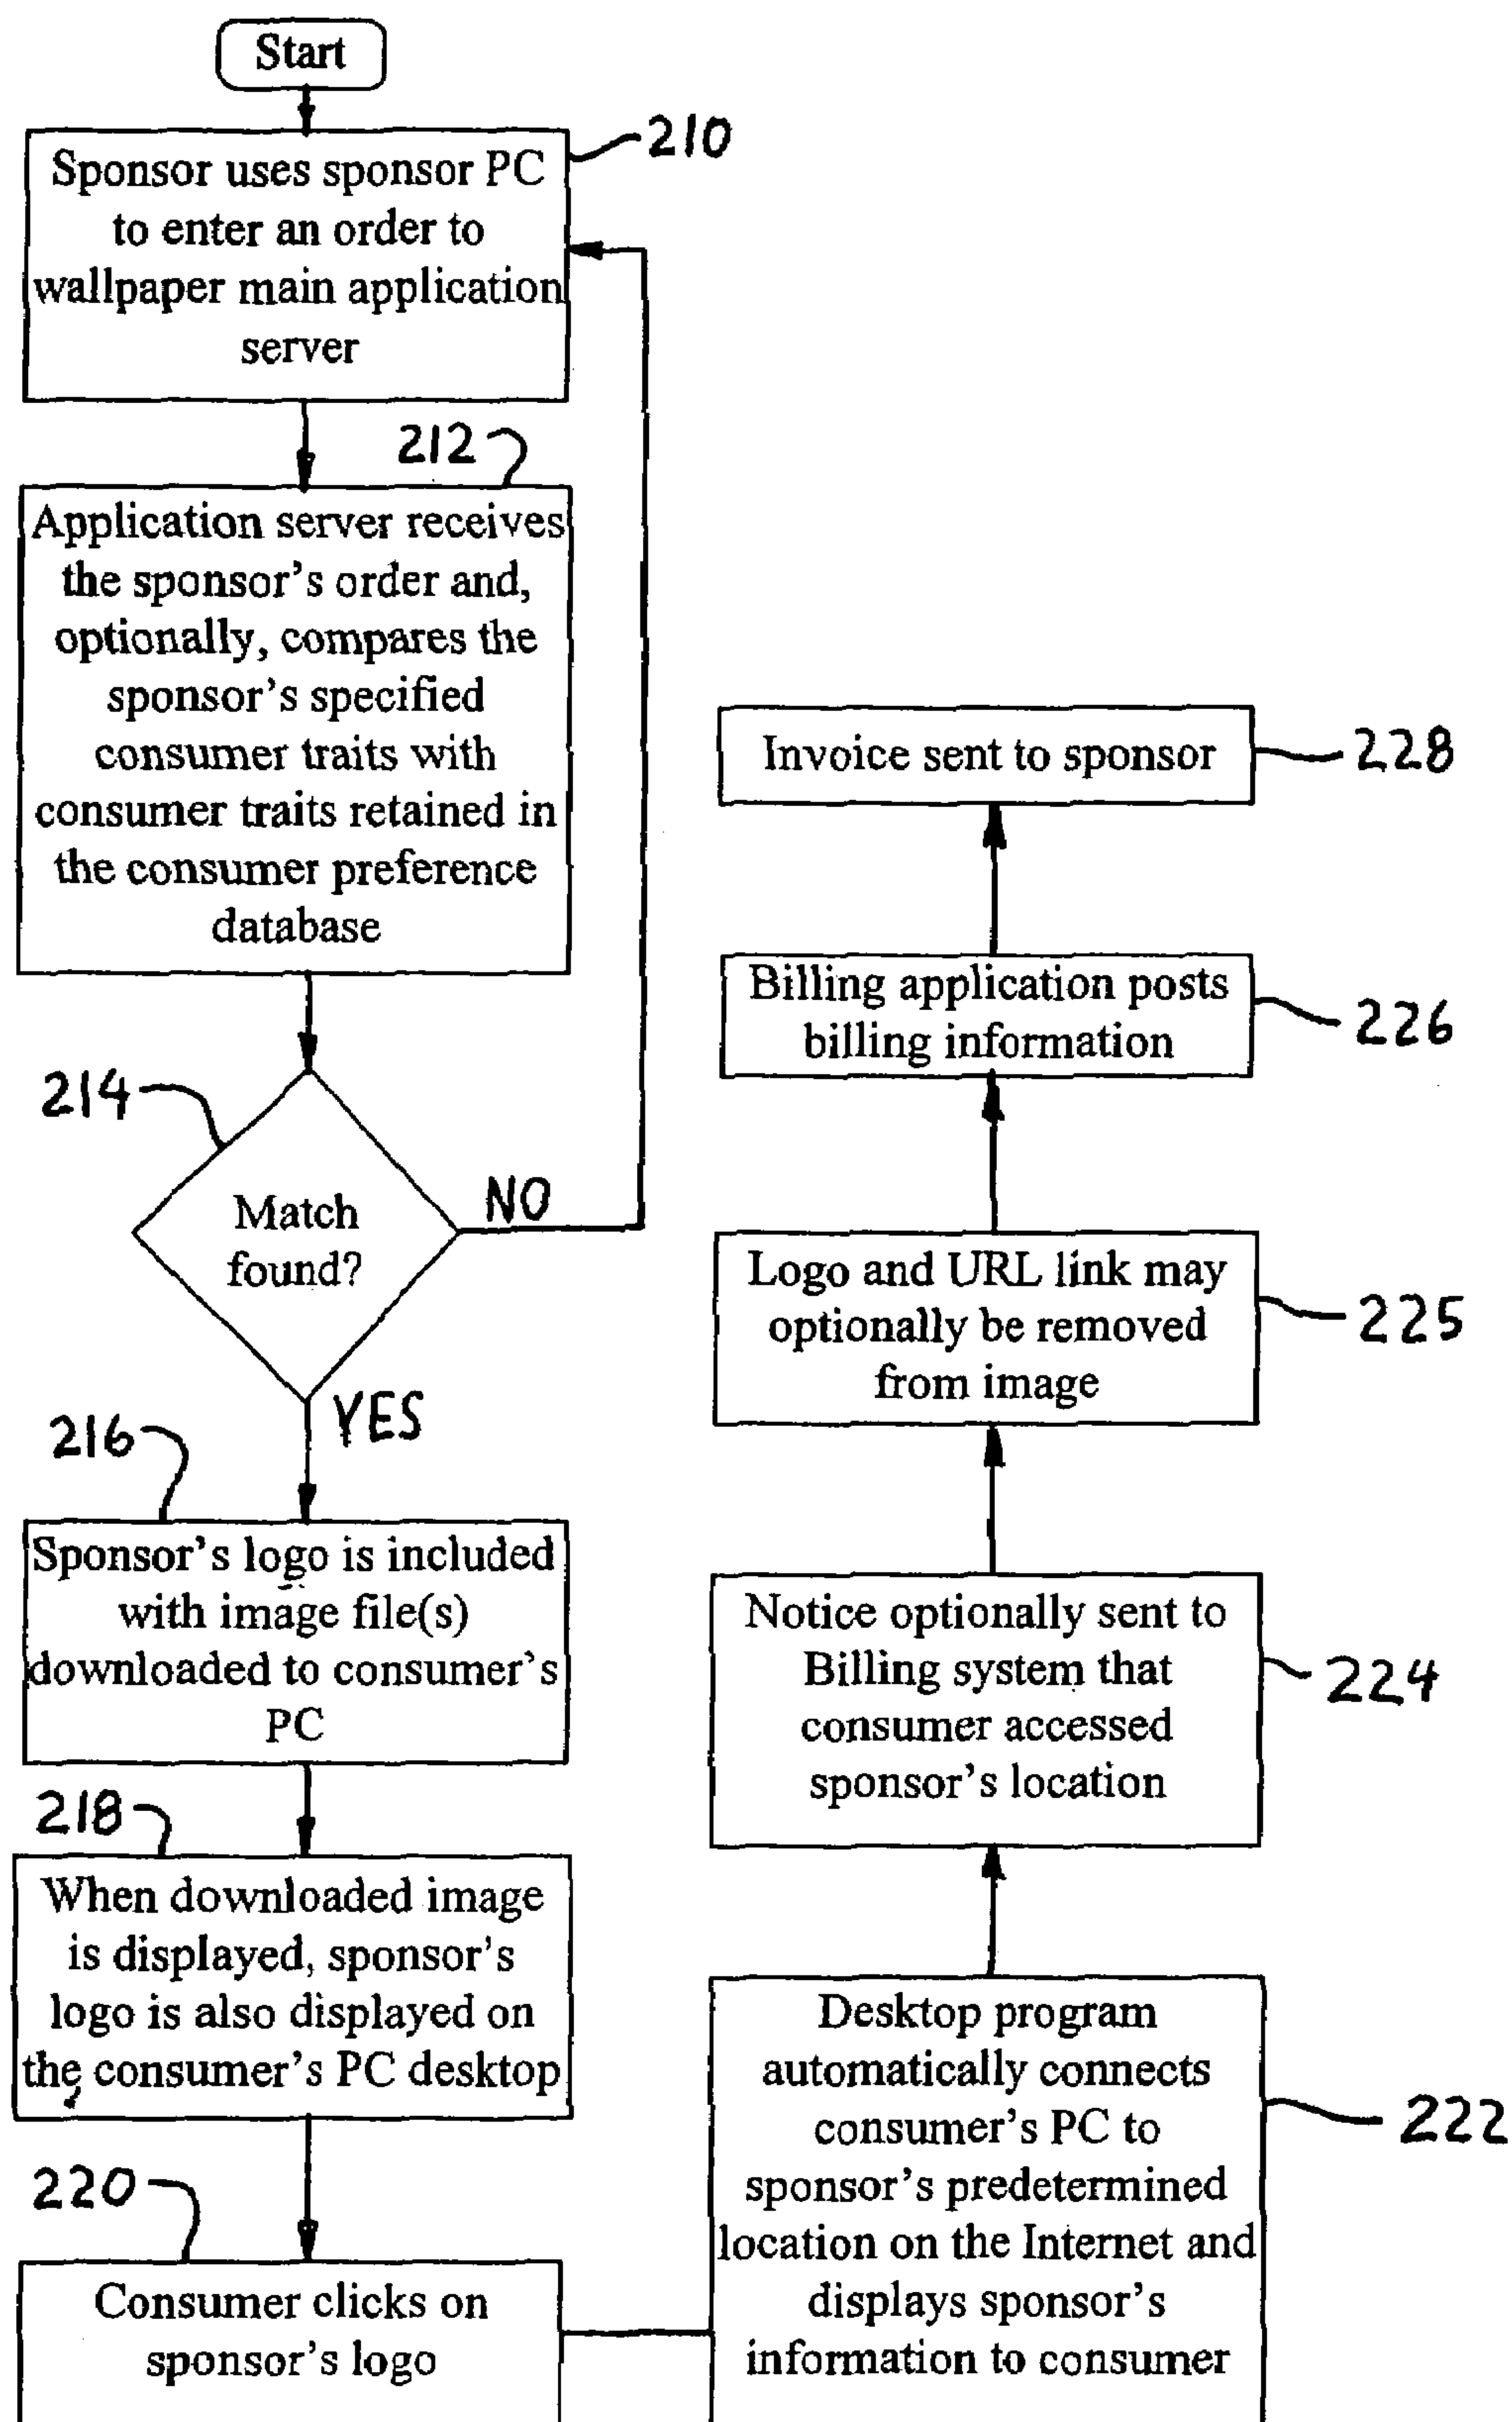 Start
210
Sponsor uses sponsor PC
to enter an order to
wallpaper main application
server
212
Application server receives
the sponsor's order and,
optionally, compares the
sponsor's specified
consumer traits with
consumer traits retained in
the consumer preference
database
214
Match
found?
NO
YES
216
Sponsor's logo is included
with image file(s)
downloaded to consumer's
PC
218
When downloaded image
is displayed, sponsor's
logo is also displayed on
the consumer's PC desktop
220
Consumer clicks on
sponsor's logo
Desktop program
automatically connects
consumer's PC to
sponsor's predetermined
location on the Internet and
displays sponsor's
information to consumer
222
Notice optionally sent to
Billing system that
consumer accessed
sponsor's location
224
Logo and URL link may
optionally be removed
from image
225
Billing application posts
billing information
226
Invoice sent to sponsor
228